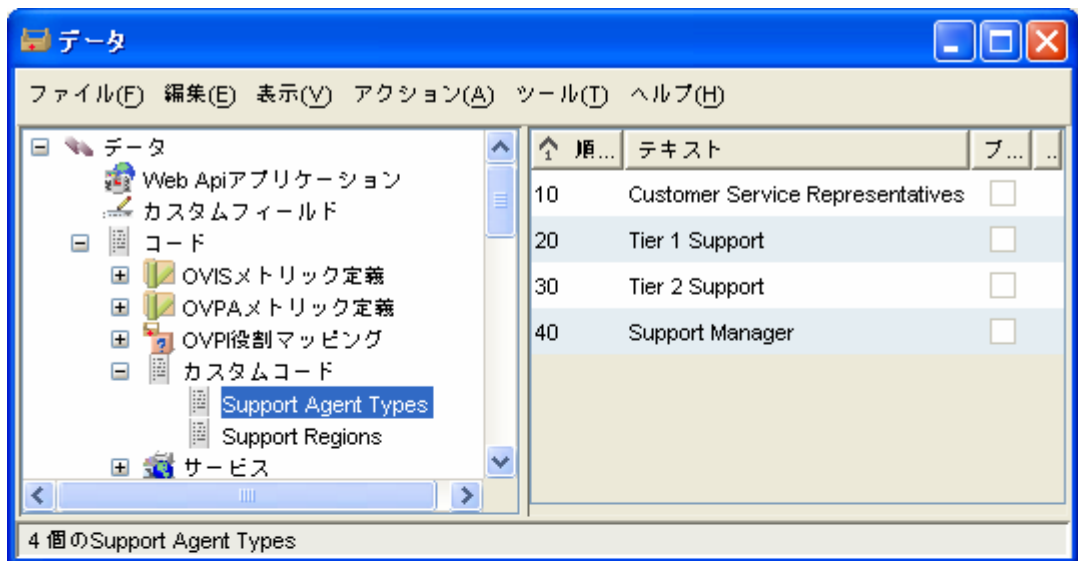 データ
ファイル(F) 編集(E) 表示(V) アクション(A) ツール(T) ヘルプ(H)
データ
Web Apiアプリケーション
カスタムフィールド
コード
OVISメトリック定義
OVPAメトリック定義
OVPI役割マッピング
カスタムコード
Support Agent Types
Support Regions
サービス
1 順... テキスト ブ... ..
10 Customer Service Representatives
20 Tier 1 Support
30 Tier 2 Support
40 Support Manager
4 個のSupport Agent Types